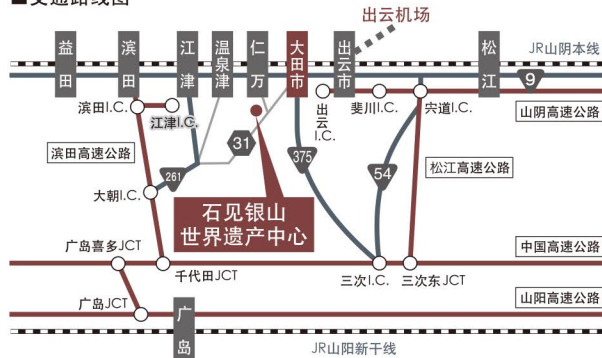 ■交通路线图
出云机场
益田
滨田
江津
温泉津
仁万
大田市
出云市
松江
JR山阴本线
9
滨田I.C.
江津I.C.
出云I.C.
斐川I.C.
宍道I.C.
山阴高速公路
31
滨田高速公路
261
375
54
松江高速公路
大朝I.C.
石见银山
世界遗产中心
广岛喜多JCT
千代田JCT
三次I.C.
三次东JCT
中国高速公路
广岛JCT
广岛
山阳高速公路
JR山阳新干线